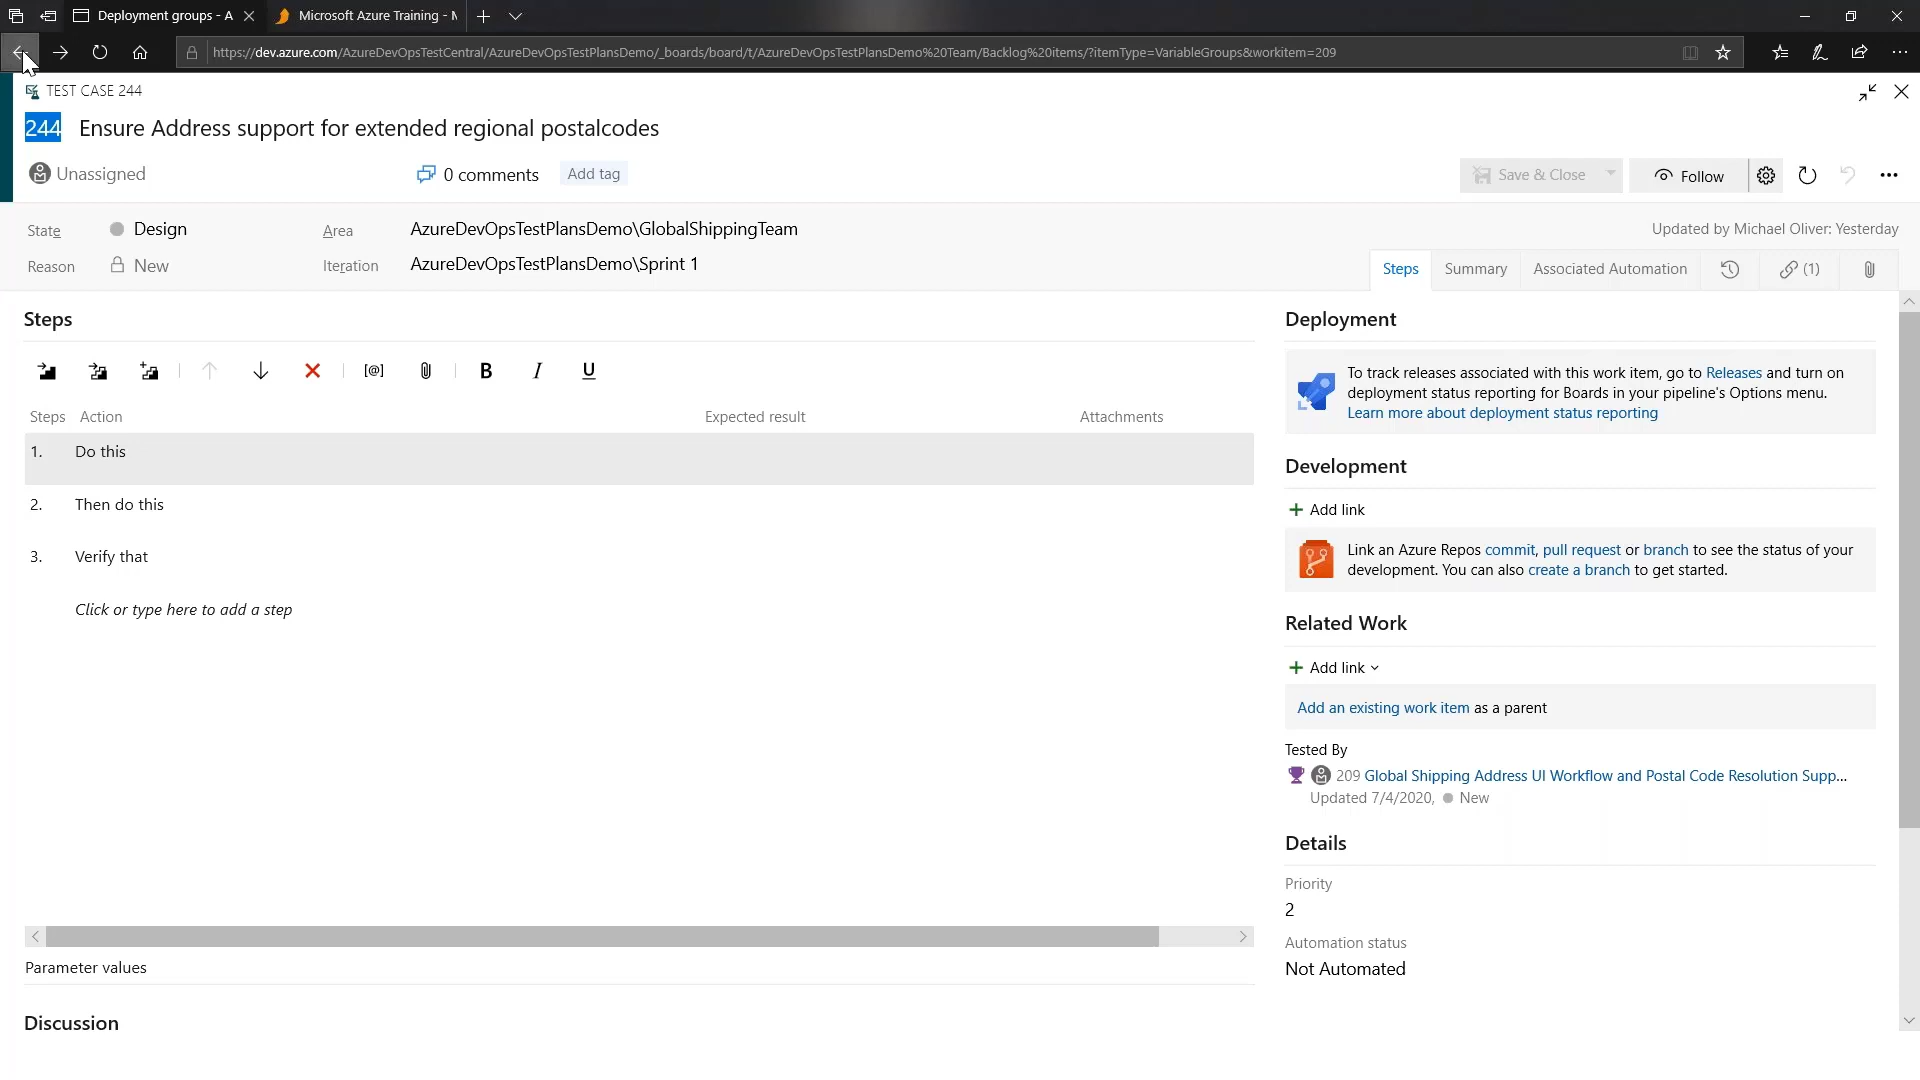 Deployment groups - A
Microsoft Azure Training - M
https://dev.azure.com/AzureDevOpsTestCentral/AzureDevOpsTestPlansDemo/_boards/board/t/AzureDevOpsTestPlansDemo%20Team/Backlog%20items/?itemType=VariableGroups&workitem=209
TEST CASE 244
244 Ensure Address support for extended regional postalcodes
Unassigned
0 comments
Add tag
Save & Close
Follow
State
Design
Area
AzureDevOpsTestPlansDemo\GlobalShippingTeam
Updated by Michael Oliver: Yesterday
Reason
New
Iteration
AzureDevOpsTestPlansDemo\Sprint 1
Steps
Summary
Associated Automation
(1)
Steps
[@]
B
I
U
Steps Action
Expected result
Attachments
1. Do this
2. Then do this
3. Verify that
Click or type here to add a step
Parameter values
Discussion
Deployment
To track releases associated with this work item, go to Releases and turn on
deployment status reporting for Boards in your pipeline's Options menu.
Learn more about deployment status reporting
Development
Add link
Link an Azure Repos commit, pull request or branch to see the status of your
development. You can also create a branch to get started.
Related Work
Add link
Add an existing work item as a parent
Tested By
209 Global Shipping Address UI Workflow and Postal Code Resolution Supp...
Updated 7/4/2020, New
Details
Priority
2
Automation status
Not Automated